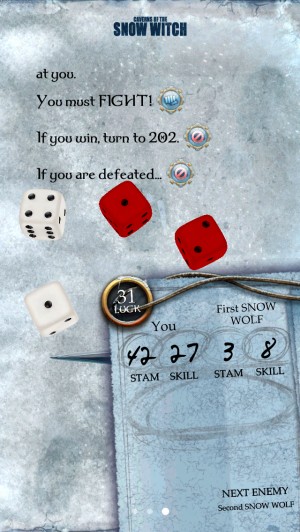 CAVERNS OF THE
SNOW WITCH
at you.
You must FIGHT!
If you win, turn to 202.
If you are defeated...
31
LUCK
You
First SNOW
WOLF
42 27 3 8
STAM SKILL STAM SKILL
NEXT ENEMY
Second SNOW WOLF